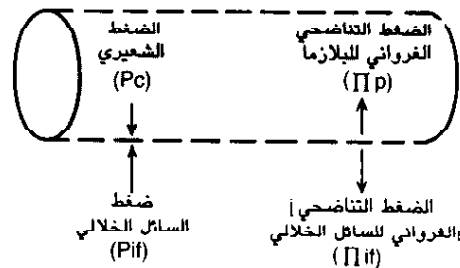 الضغط
الشعيري
(Pc)
الضغط التناضحي
الغرواني للبلازما
(∏p)
ضغط
السائل الخلالي
(Pif)
الضغط التناضحي
الغرواني للسائل الخلالي
(∏if)